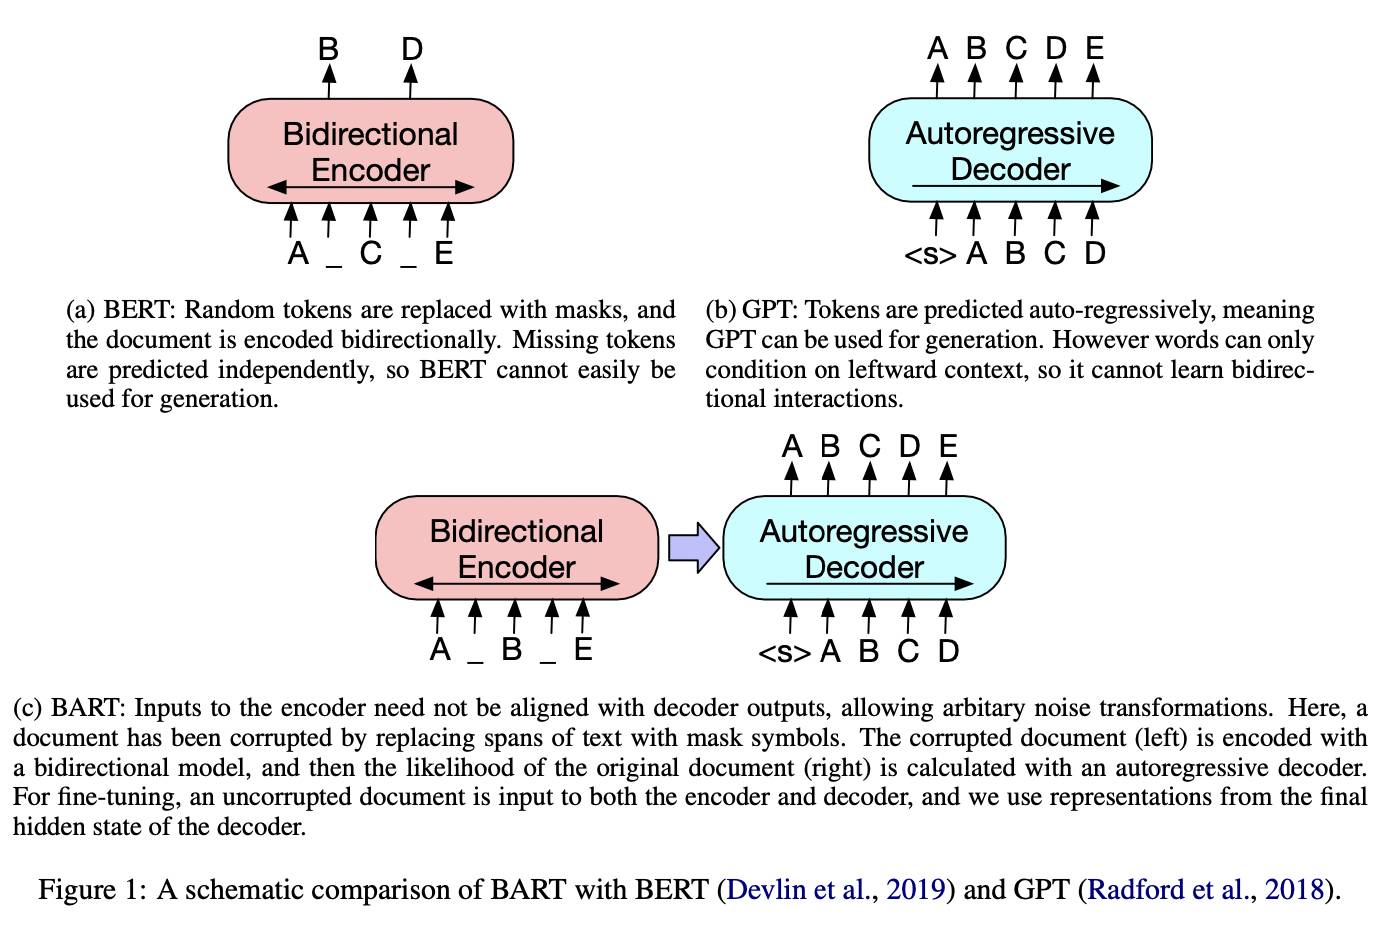 B D
Bidirectional
Encoder
A _ C _ E
A B C D E
Autoregressive
Decoder
<s> A B C D
(a) BERT: Random tokens are replaced with masks, and
the document is encoded bidirectionally. Missing tokens
are predicted independently, so BERT cannot easily be
used for generation.
(b) GPT: Tokens are predicted auto-regressively, meaning
GPT can be used for generation. However words can only
condition on leftward context, so it cannot learn bidirec-
tional interactions.
Bidirectional
Encoder
A _ B _ E
A B C D E
Autoregressive
Decoder
<s> A B C D
(c) BART: Inputs to the encoder need not be aligned with decoder outputs, allowing arbitary noise transformations. Here, a
document has been corrupted by replacing spans of text with mask symbols. The corrupted document (left) is encoded with
a bidirectional model, and then the likelihood of the original document (right) is calculated with an autoregressive decoder.
For fine-tuning, an uncorrupted document is input to both the encoder and decoder, and we use representations from the final
hidden state of the decoder.
Figure 1: A schematic comparison of BART with BERT (Devlin et al., 2019) and GPT (Radford et al., 2018).